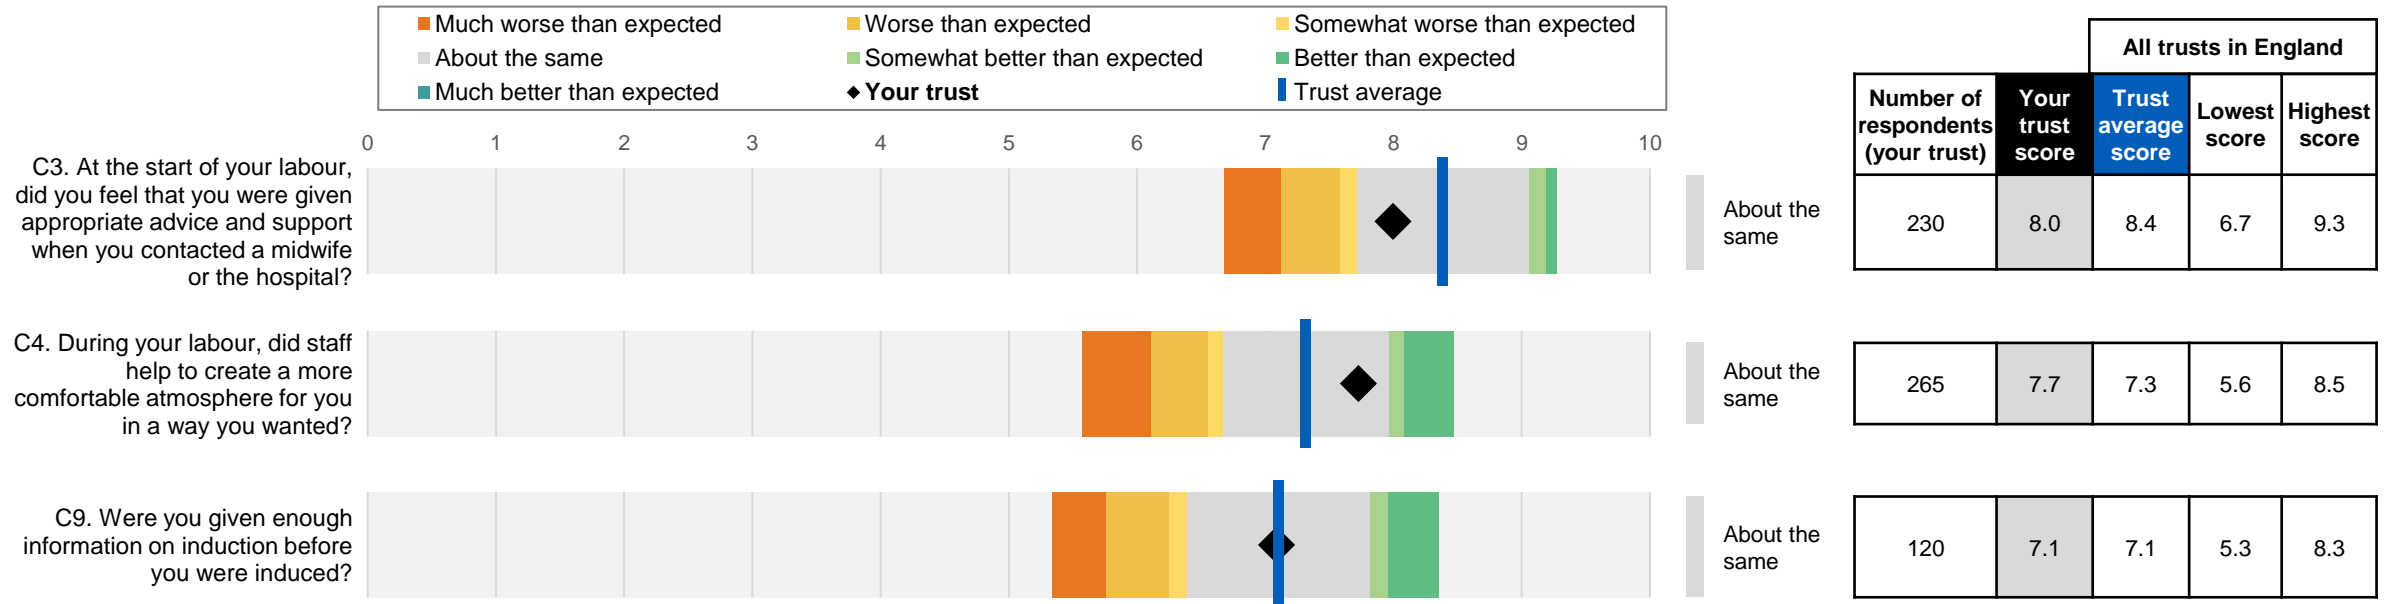 Much worse than expected
Worse than expected
Somewhat worse than expected
About the same
Somewhat better than expected
Better than expected
Much better than expected
Your trust
Trust average
All trusts in England
Number of
respondents
(your trust)
Your
trust
score
Trust
average
score
Lowest
score
Highest
score
0 1 2 3 4 5 6 7 8 9 10
C3. At the start of your labour,
did you feel that you were given
appropriate advice and support
when you contacted a midwife
or the hospital?
About the
same
230 8.0 8.4 6.7 9.3
C4. During your labour, did staff
help to create a more
comfortable atmosphere for you
in a way you wanted?
About the
same
265 7.7 7.3 5.6 8.5
C9. Were you given enough
information on induction before
you were induced?
About the
same
120 7.1 7.1 5.3 8.3